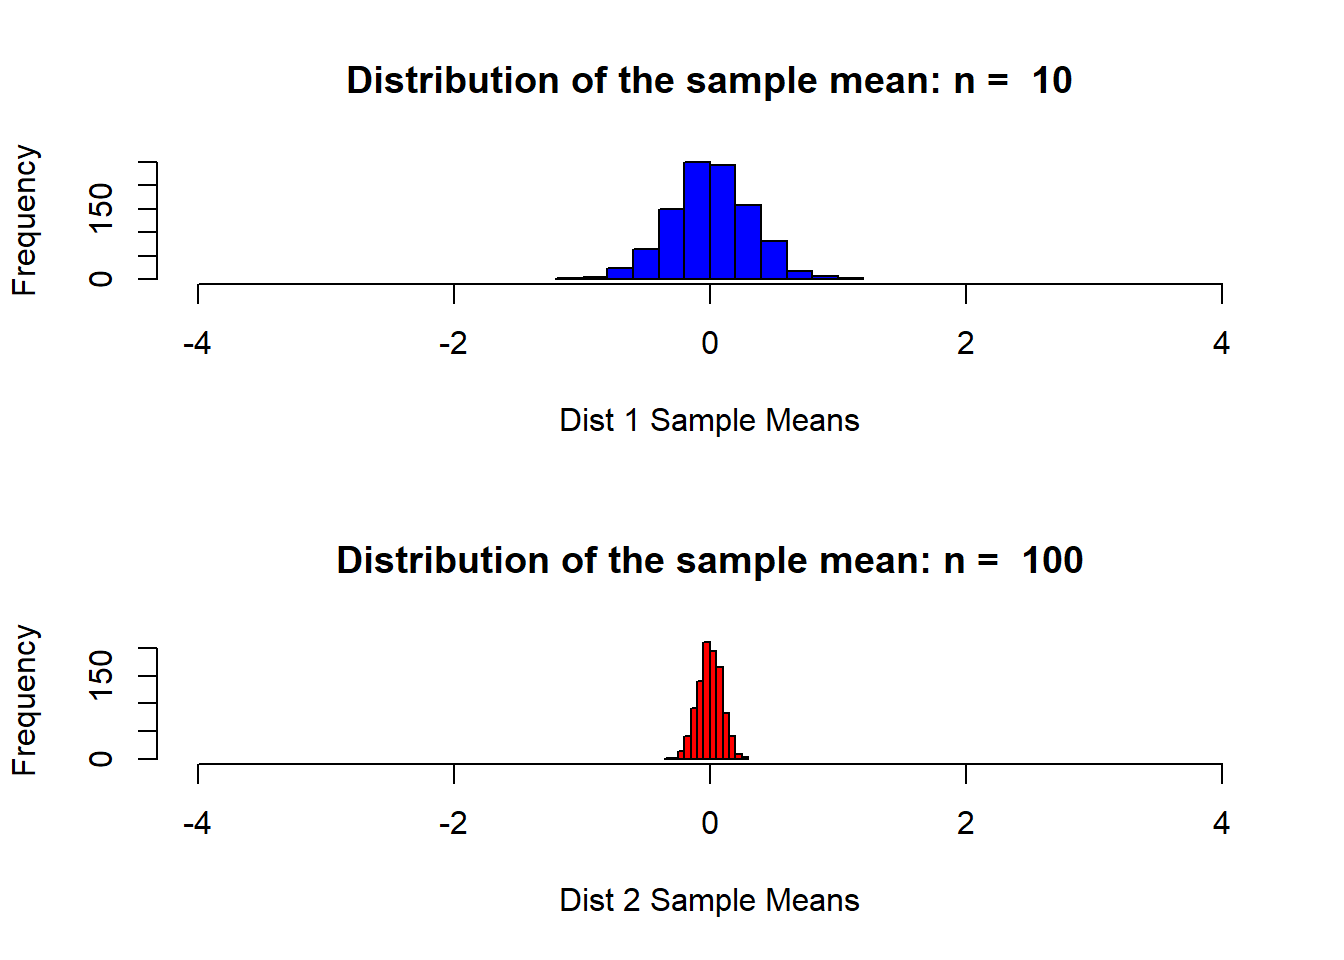 Distribution of the sample mean: n =  10
Frequency
150
0
-4 -2 0 2 4
Dist 1 Sample Means
Distribution of the sample mean: n =  100
Frequency
150
0
-4 -2 0 2 4
Dist 2 Sample Means